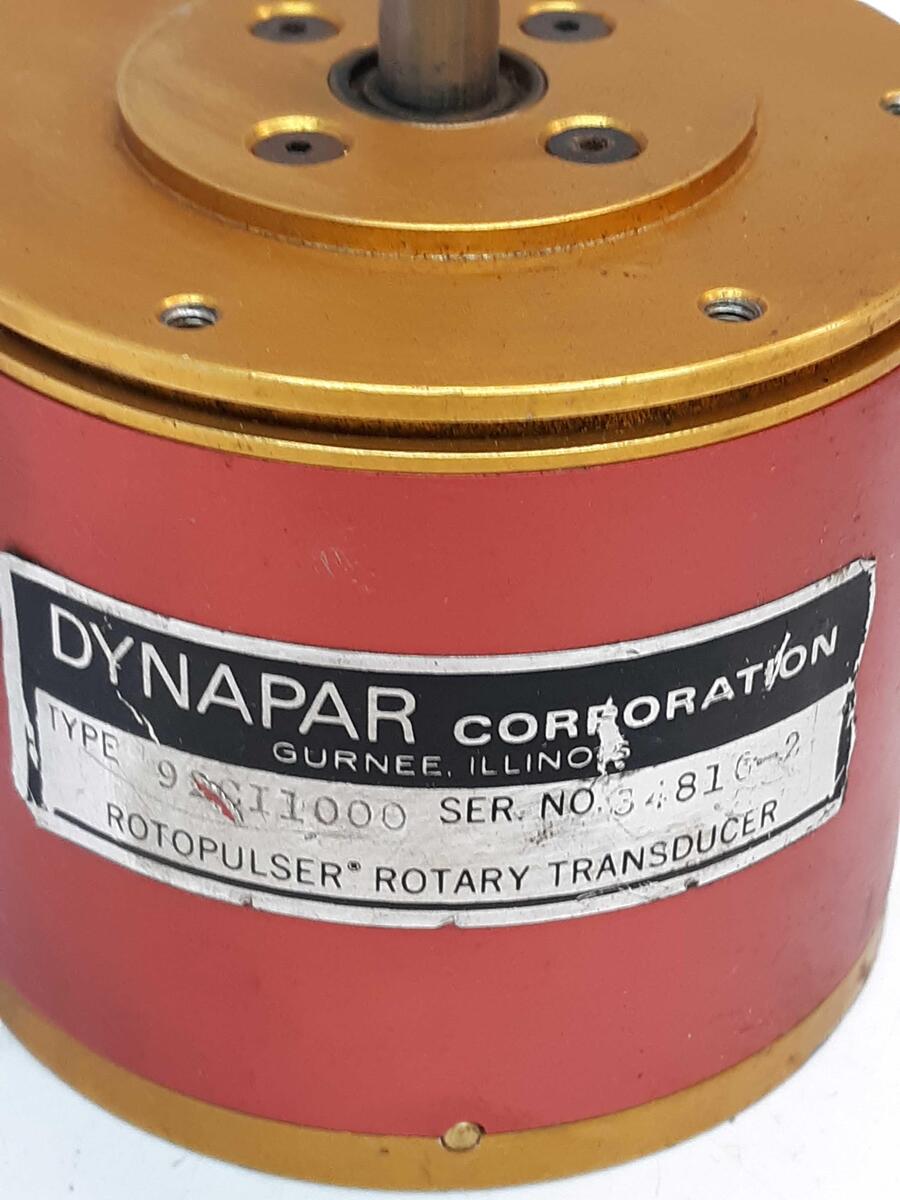 DYNAPAR CORPORATION
GURNEE, ILLINOIS
TYPE SER. NO.
ROTOPULSER® ROTARY TRANSDUCER